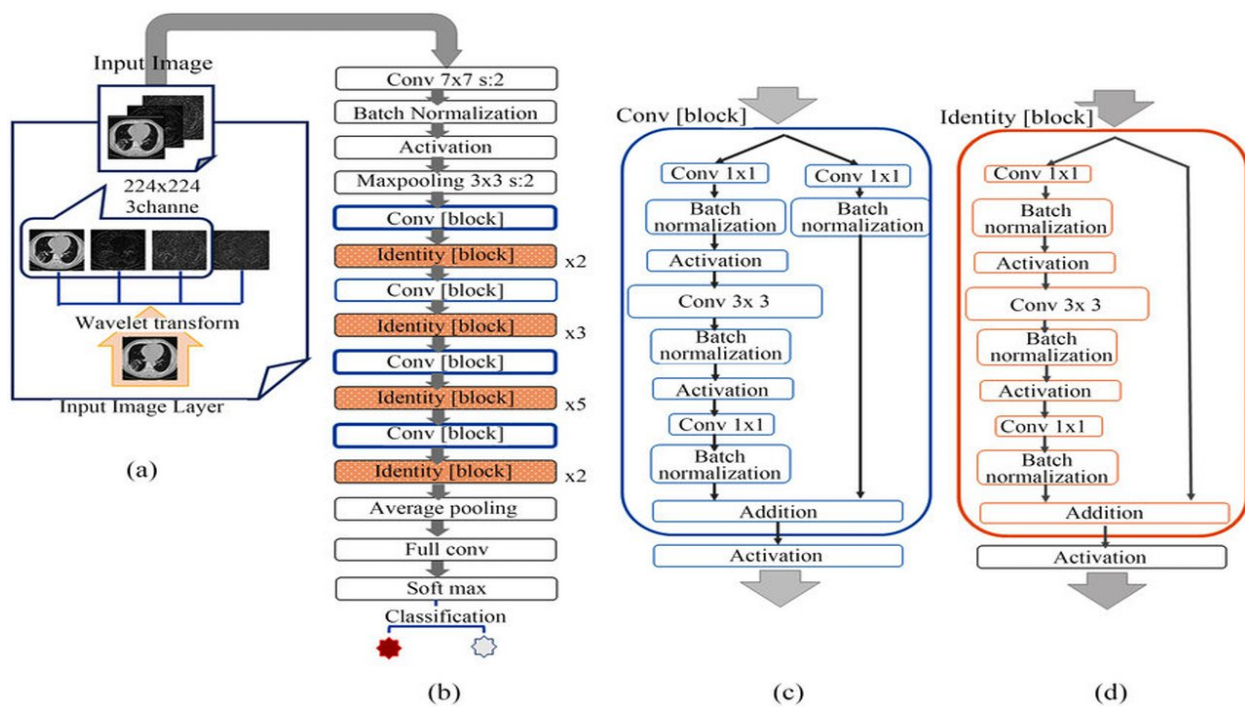 Input Image
224x224
3channe
Wavelet transform
Input Image Layer
(a)
Conv 7x7 s:2
Batch Normalization
Activation
Maxpooling 3x3 s:2
Conv [block]
Identity [block]
x2
Conv [block]
Identity [block]
x3
Conv [block]
Identity [block]
x5
Conv [block]
Identity [block]
x2
Average pooling
Full conv
Soft max
Classification
(b)
Conv [block]
Conv 1x1
Batch
normalization
Activation
Conv 3x 3
Batch
normalization
Activation
Conv 1x1
Batch
normalization
Conv 1x1
Batch
normalization
Addition
Activation
(c)
Identity [block]
Conv 1x1
Batch
normalization
Activation
Conv 3x 3
Batch
normalization
Activation
Conv 1x1
Batch
normalization
Addition
Activation
(d)